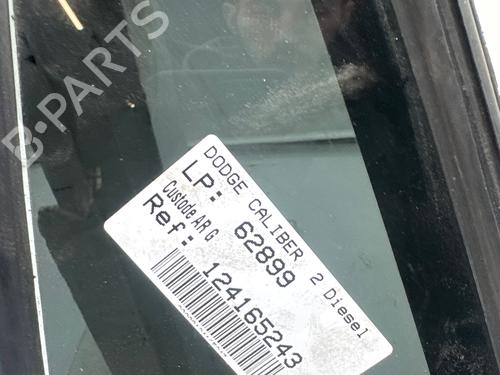 B-PARTS
DODGE CALIBER 2 Diesel
LP: 62899
Custode AR G
Ref: 124165243